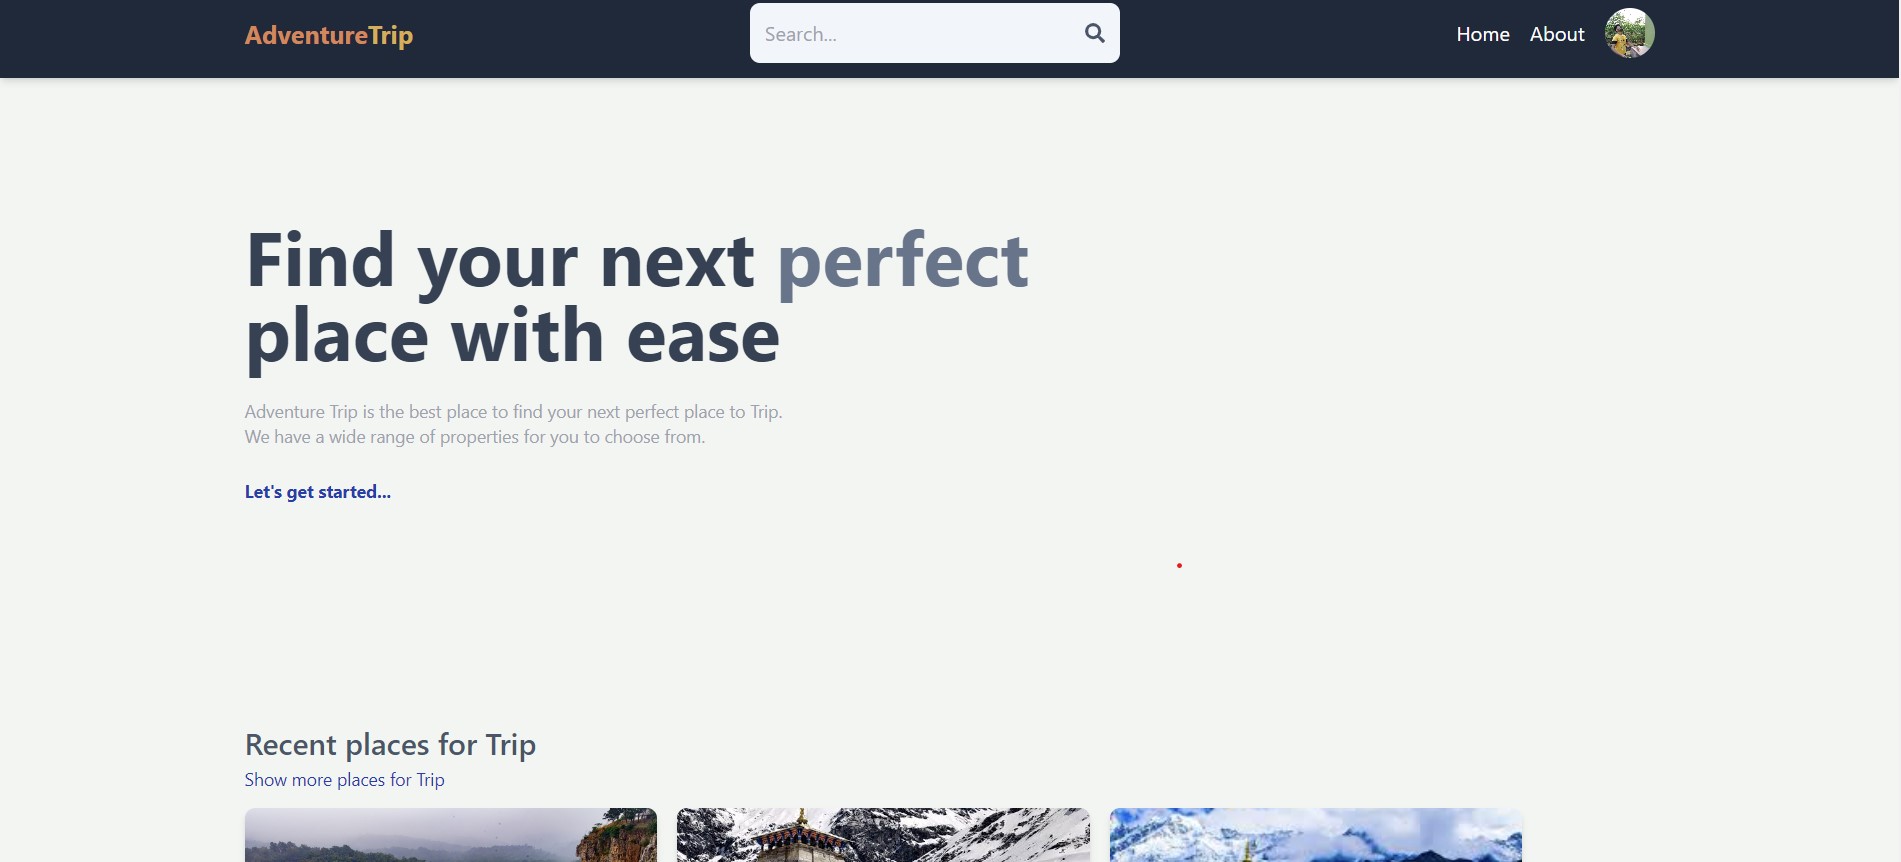 AdventureTrip
Search...
Home
About
Find your next perfect
place with ease
Adventure Trip is the best place to find your next perfect place to Trip.
We have a wide range of properties for you to choose from.
Let's get started...
Recent places for Trip
Show more places for Trip